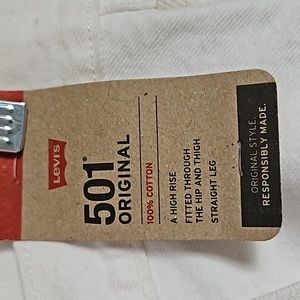 Levi's
501®
ORIGINAL
100% COTTON
A HIGH RISE
FITTED THROUGH
THE HIP AND THIGH
STRAIGHT LEG
ORIGINAL STYLE.
RESPONSIBLY MADE.